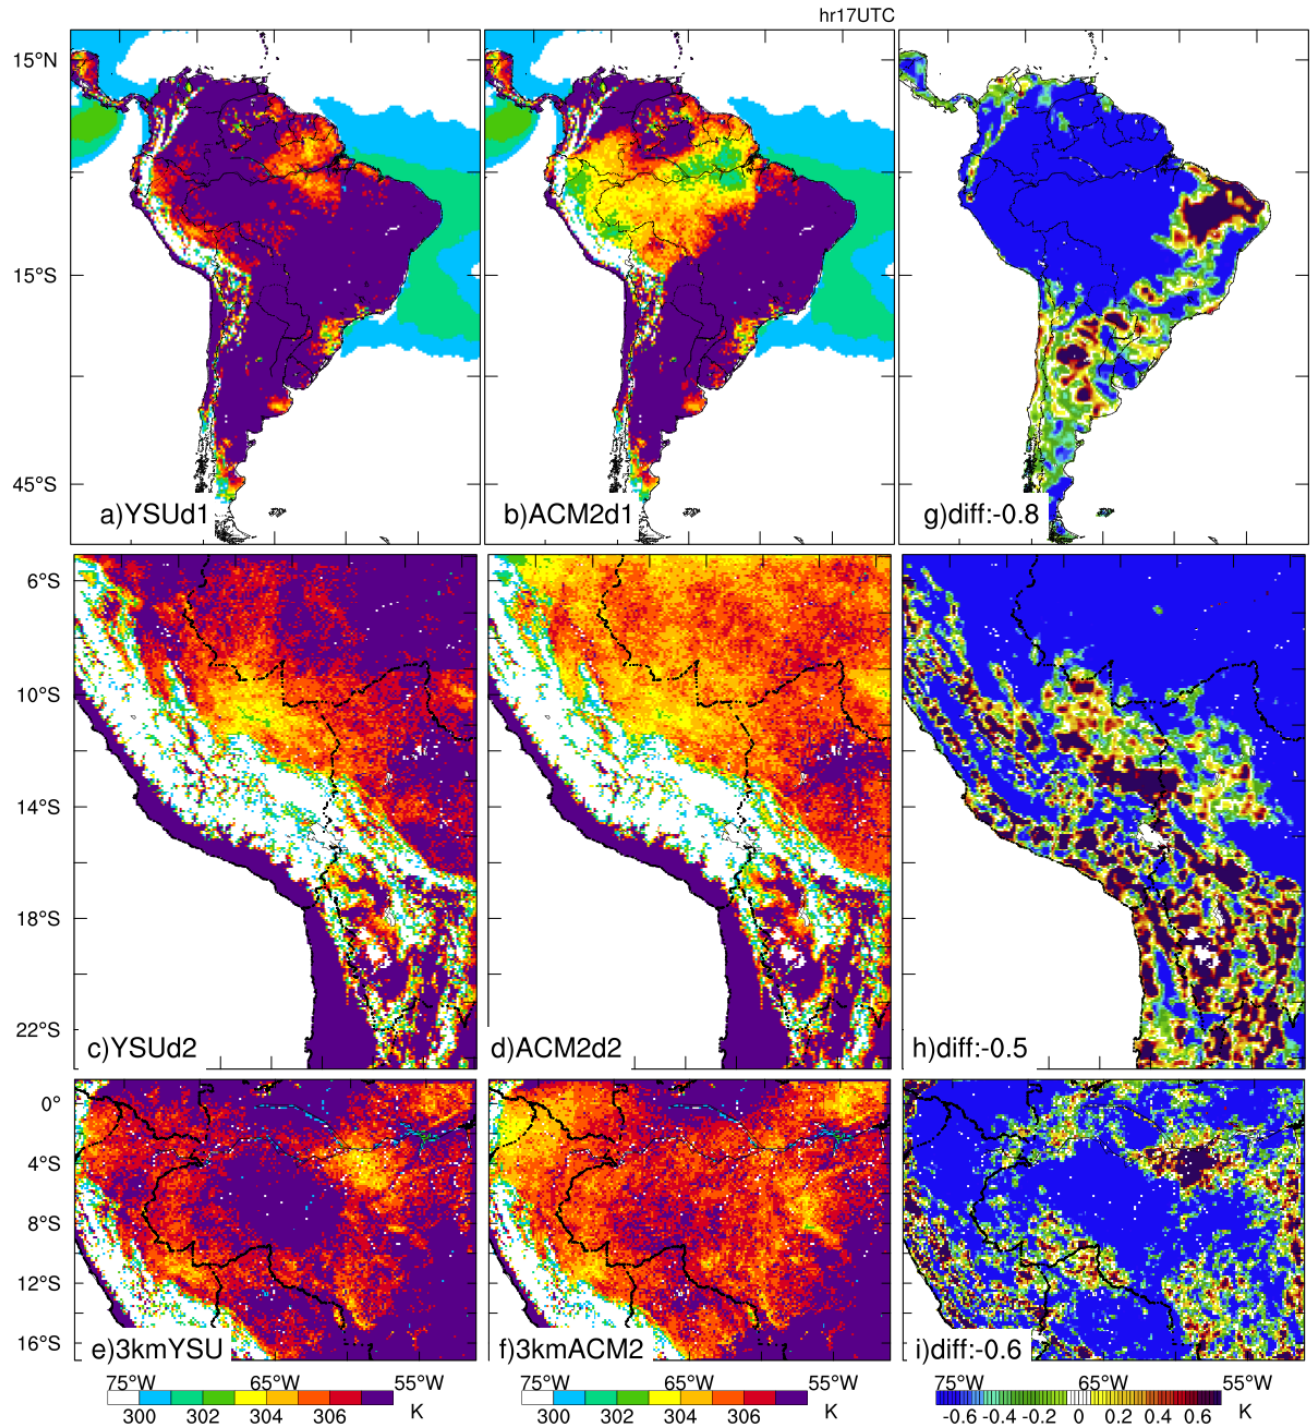 hr17UTC
15°N
15°S
45°S
a)YSUd1
b)ACM2d1
g)diff:-0.8
6°S
10°S
14°S
18°S
22°S
c)YSUd2
d)ACM2d2
h)diff:-0.5
0°
4°S
8°S
12°S
16°S
e)3kmYSU
f)3kmACM2
i)diff:-0.6
75°W 65°W 55°W 75°W 65°W 55°W 75°W 65°W 55°W
300 302 304 306 K 300 302 304 306 K -0.6 -0.4 -0.2 0 0.2 0.4 0.6 K